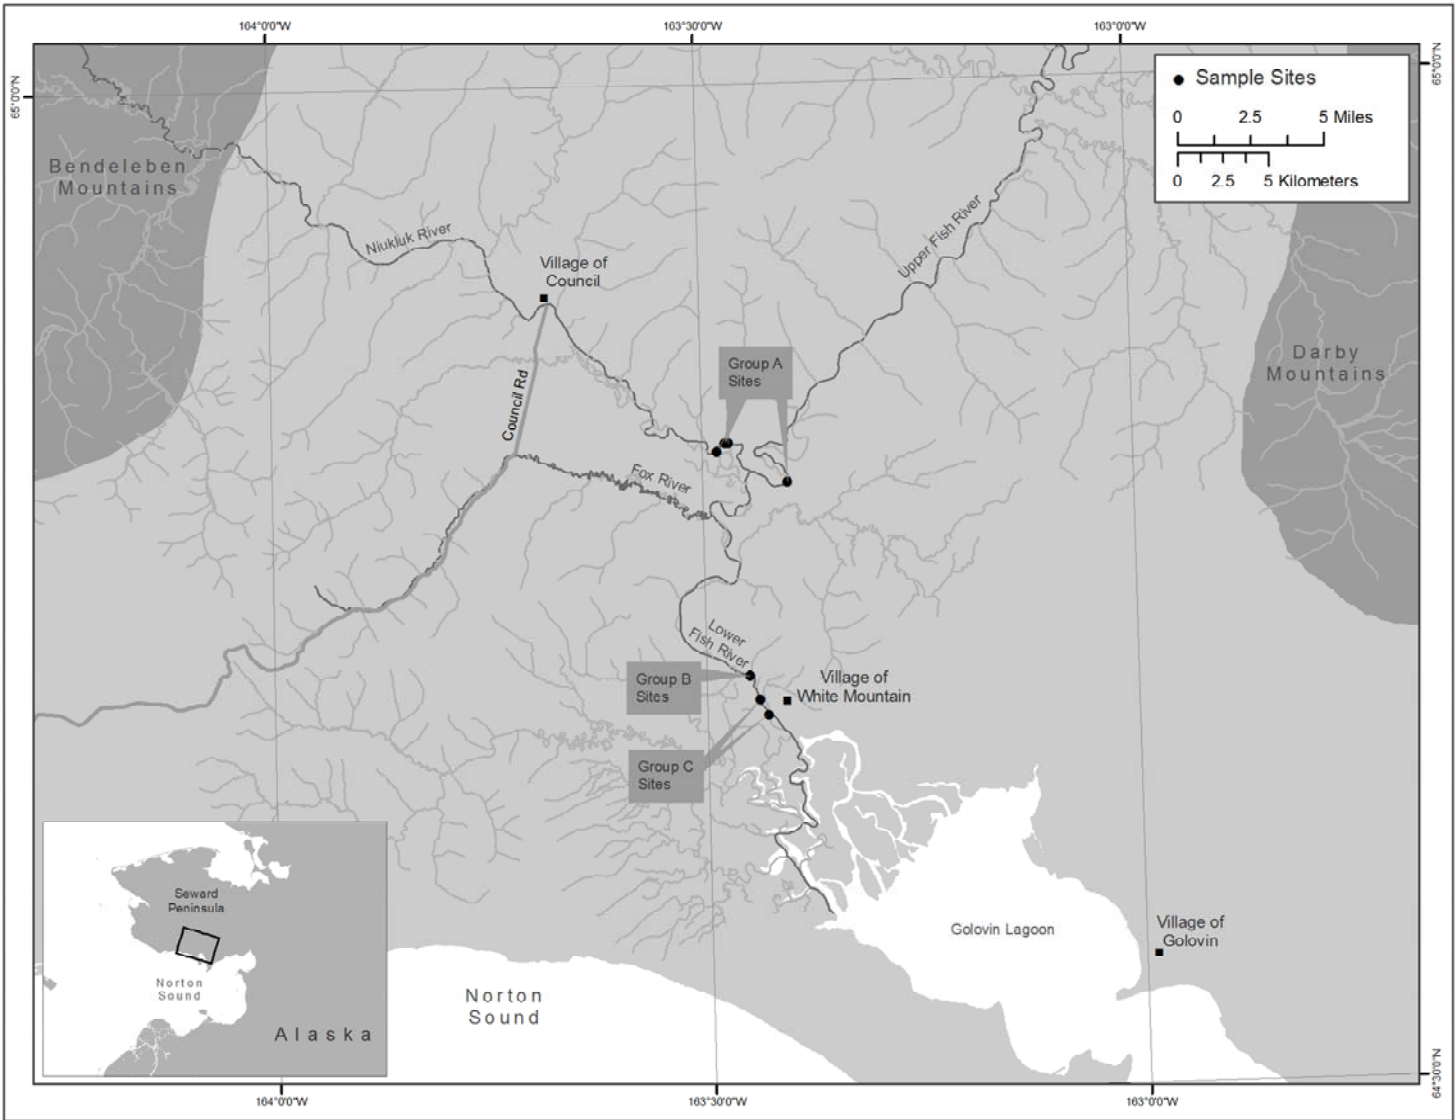 164°0'0"W
163°30'0"W
163°0'0"W
65°0'0"N
65°0'0"N
Sample Sites
0 2.5 5 Miles
0 2.5 5 Kilometers
Bendeleben
Mountains
Niukluk River
Upper Fish River
Village of
Council
Group A
Sites
Darby
Mountains
Council Rd
Fox River
Lower
Fish River
Group B
Sites
Village of
White Mountain
Group C
Sites
Seward
Peninsula
Norton
Sound
Alaska
Norton
Sound
Golovin Lagoon
Village of
Golovin
64°30'0"N
164°0'0"W
163°30'0"W
163°0'0"W